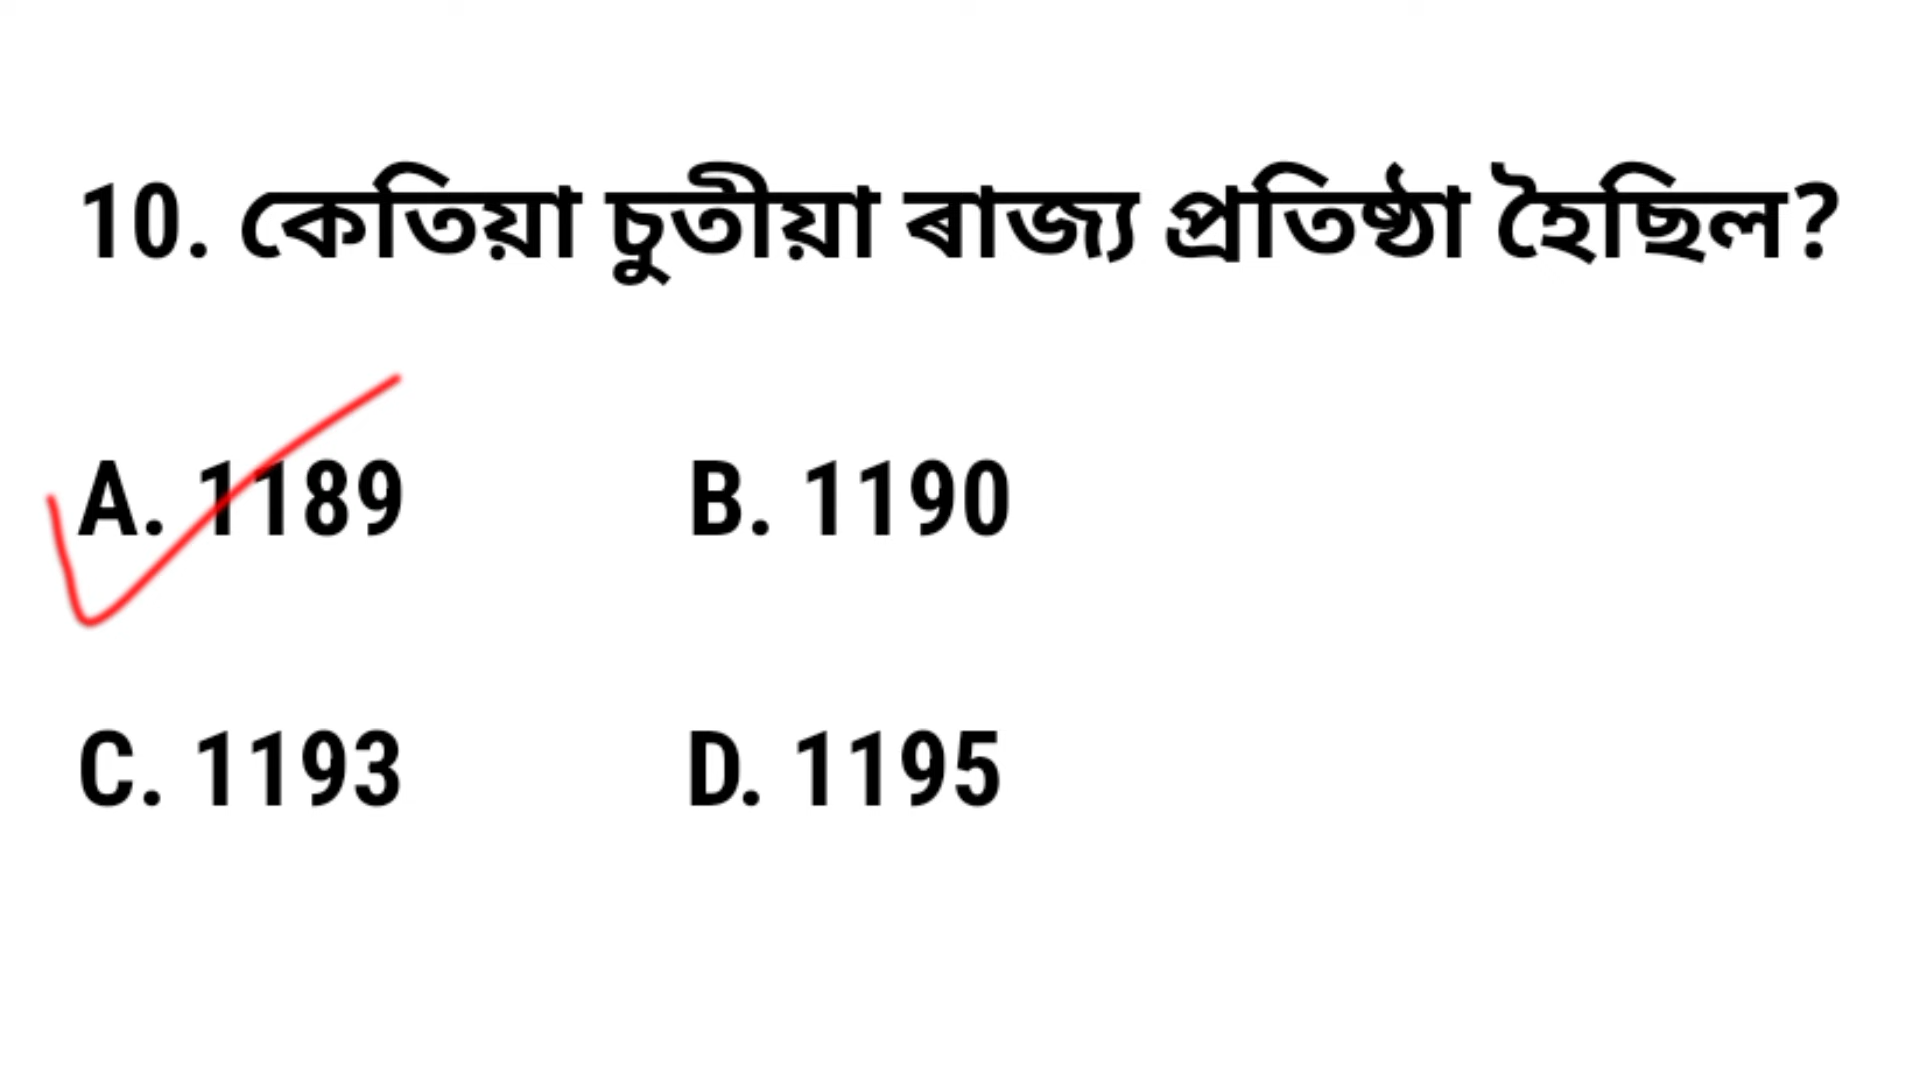 10. কেতিয়া চুতীয়া ৰাজ্য প্ৰতিষ্ঠা হৈছিল?
A. 1189 B. 1190
C. 1193 D. 1195